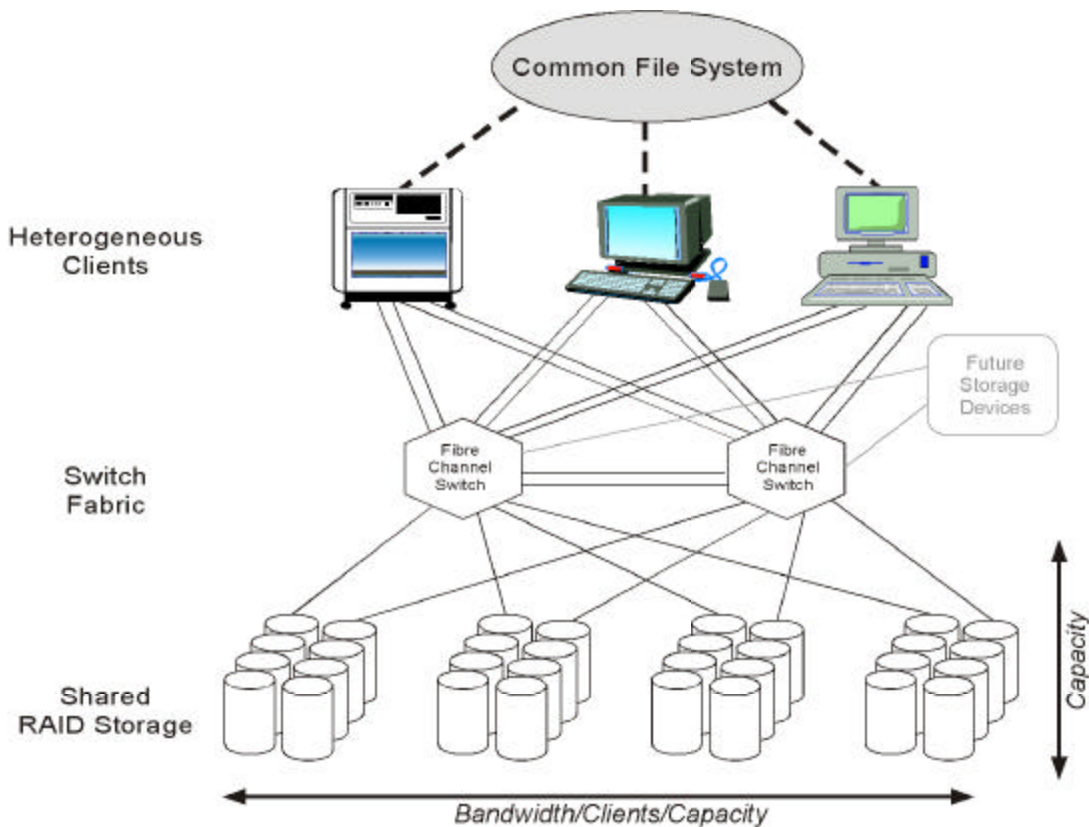 Common File System
Heterogeneous
Clients
Future
Storage
Devices
Fibre
Channel
Switch
Fibre
Channel
Switch
Switch
Fabric
Capacity
Shared
RAID Storage
Bandwidth/Clients/Capacity